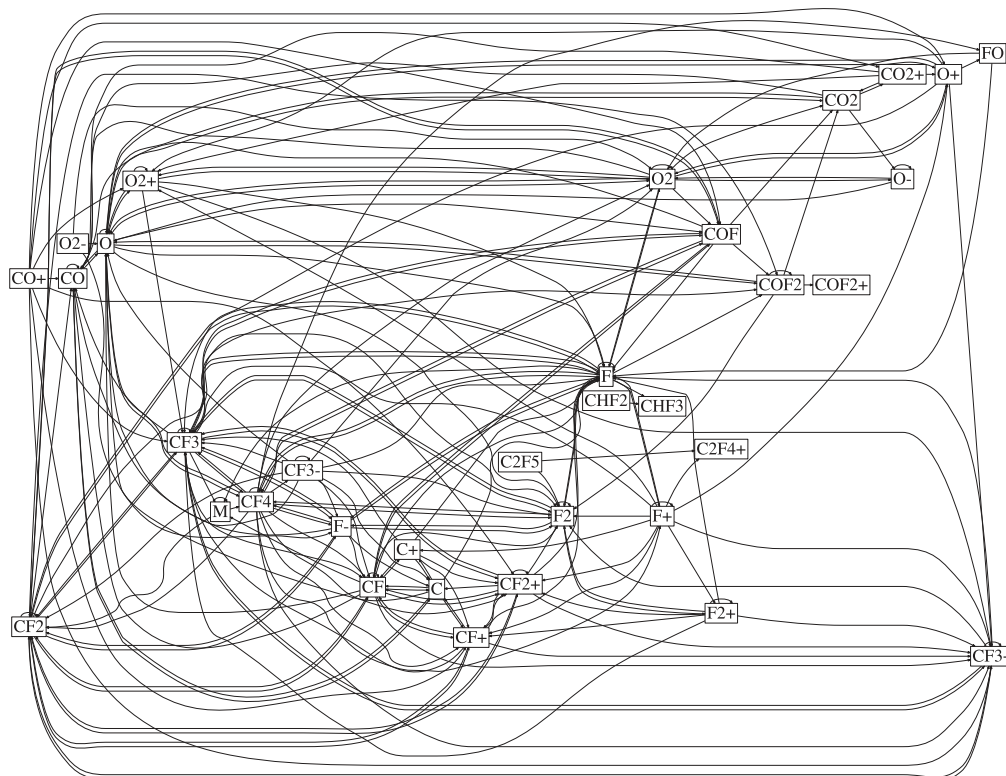 FO
CO2+
O+
CO2
O2+
O2
O-
COF
O2-
O
CO+
CO
COF2
COF2+
F
CHF2
CHF3
CF3
C2F4+
C2F5
CF3-
CF4
M
F-
F2
F+
C+
CF
C
CF2+
F2+
CF2
CF+
CF3-